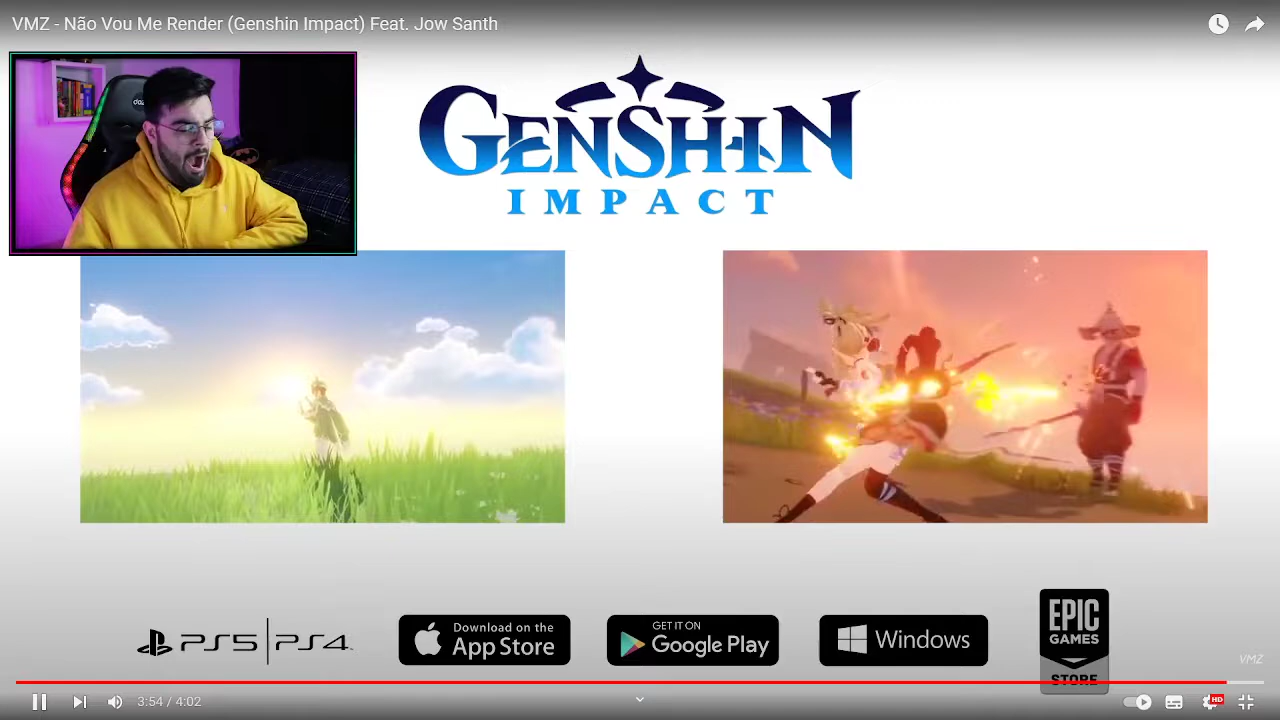 VMZ - Não Vou Me Render (Genshin Impact) Feat. Jow Santh
GENSHIN
IMPACT
PS5 PS4
Download on the
App Store
GET IT ON
Google Play
Windows
EPIC
GAMES
STORE
VMZ
3:54 / 4:02
HD